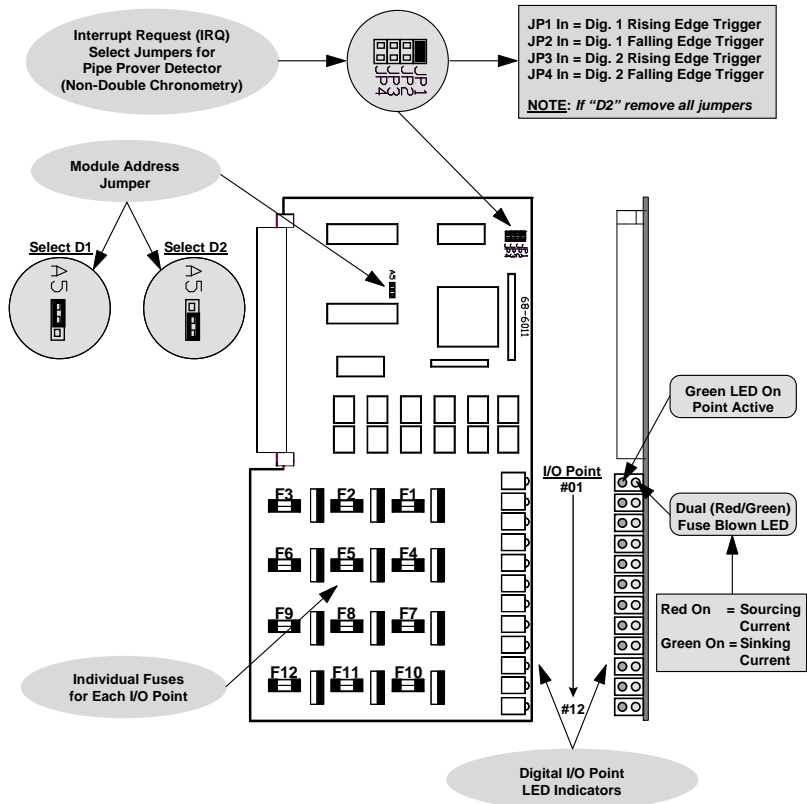 Interrupt Request (IRQ)
Select Jumpers for
Pipe Prover Detector
(Non-Double Chronometry)
JP1
JP2
JP3
JP4
JP1 In = Dig. 1 Rising Edge Trigger
JP2 In = Dig. 1 Falling Edge Trigger
JP3 In = Dig. 2 Rising Edge Trigger
JP4 In = Dig. 2 Falling Edge Trigger
NOTE: If “D2” remove all jumpers
Module Address
Jumper
Select D1
A5
Select D2
A5
JP1
JP2
JP3
JP4
A5
68-6011
Green LED On
Point Active
I/O Point
#01
Dual (Red/Green)
Fuse Blown LED
F3 F2 F1
F6 F5 F4
F9 F8 F7
F12 F11 F10
Red On = Sourcing
Current
Green On = Sinking
Current
Individual Fuses
for Each I/O Point
#12
Digital I/O Point
LED Indicators